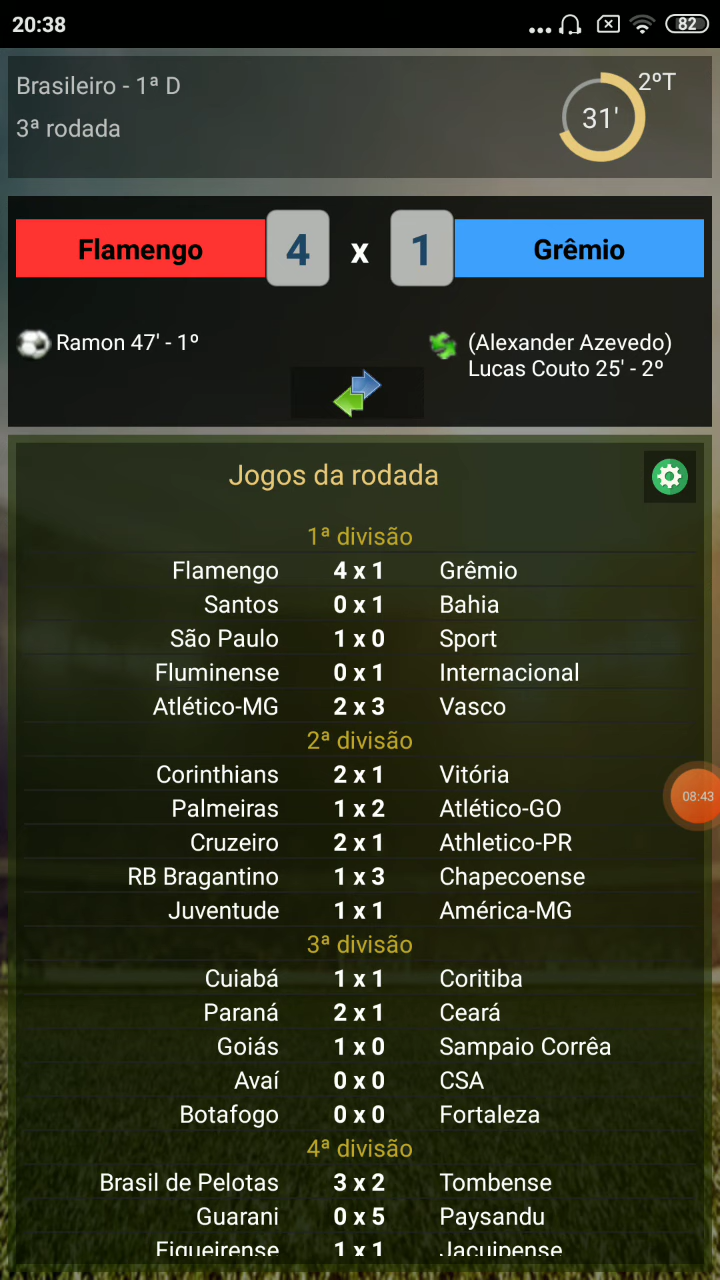 20:38
82
Brasileiro - 1ª D
2ºT
31'
3ª rodada
Flamengo 4 x 1 Grêmio
Ramon 47' - 1º
(Alexander Azevedo)
Lucas Couto 25' - 2º
Jogos da rodada
1ª divisão
Flamengo 4 x 1 Grêmio
Santos 0 x 1 Bahia
São Paulo 1 x 0 Sport
Fluminense 0 x 1 Internacional
Atlético-MG 2 x 3 Vasco
2ª divisão
Corinthians 2 x 1 Vitória
Palmeiras 1 x 2 Atlético-GO
08:43
Cruzeiro 2 x 1 Athletico-PR
RB Bragantino 1 x 3 Chapecoense
Juventude 1 x 1 América-MG
3ª divisão
Cuiabá 1 x 1 Coritiba
Paraná 2 x 1 Ceará
Goiás 1 x 0 Sampaio Corrêa
Avaí 0 x 0 CSA
Botafogo 0 x 0 Fortaleza
4ª divisão
Brasil de Pelotas 3 x 2 Tombense
Guarani 0 x 5 Paysandu
Figueirense 1 x 1 Jacuipense